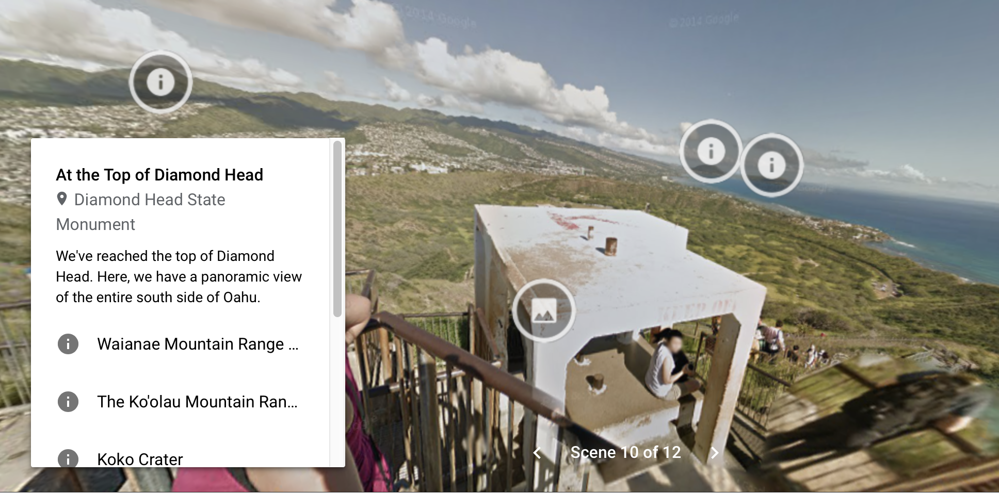 © 2014 Google
© 2014 Google
Google
At the Top of Diamond Head
Diamond Head State
Monument
We've reached the top of Diamond
Head. Here, we have a panoramic view
of the entire south side of Oahu.
Waianae Mountain Range ...
The Ko'olau Mountain Ran...
Koko Crater
Scene 10 of 12